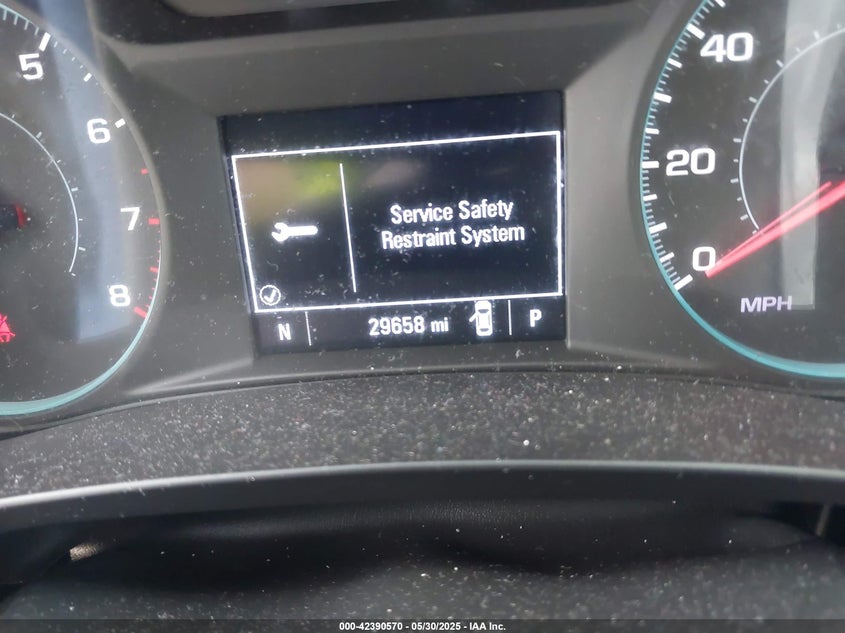 5
6
7
8
Service Safety
Restraint System
N
29658 mi
P
40
20
0
MPH
000-42390570 - 05/30/2025 - IAA Inc.